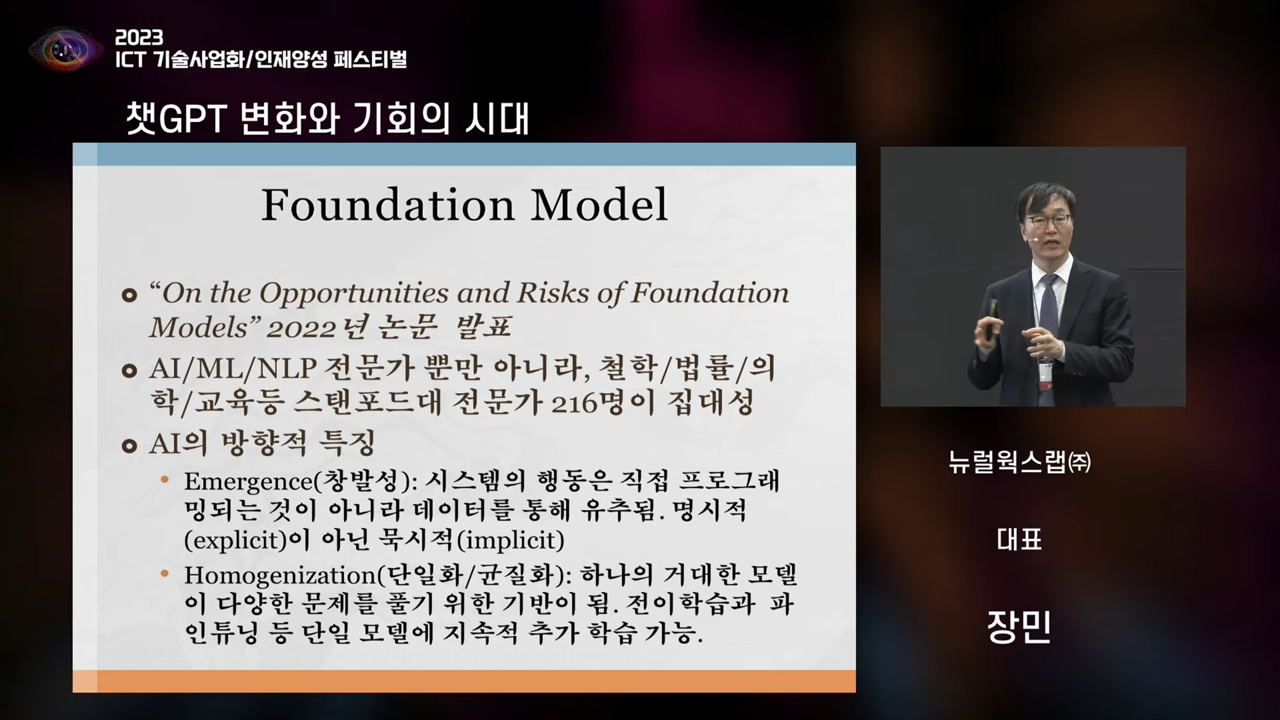 2023
ICT 기술사업화/인재양성 페스티벌
챗GPT 변화와 기회의 시대
Foundation Model
“On the Opportunities and Risks of Foundation
Models” 2022년 논문 발표
AI/ML/NLP 전문가 뿐만 아니라, 철학/법률/의
학/교육등 스탠포드대 전문가 216명이 집대성
AI의 방향적 특징
Emergence(창발성): 시스템의 행동은 직접 프로그래
밍되는 것이 아니라 데이터를 통해 유추됨. 명시적
(explicit)이 아닌 묵시적(implicit)
Homogenization(단일화/균질화): 하나의 거대한 모델
이 다양한 문제를 풀기 위한 기반이 됨. 전이학습과 파
인튜닝 등 단일 모델에 지속적 추가 학습 가능.
뉴럴웍스랩㈜
대표
장민